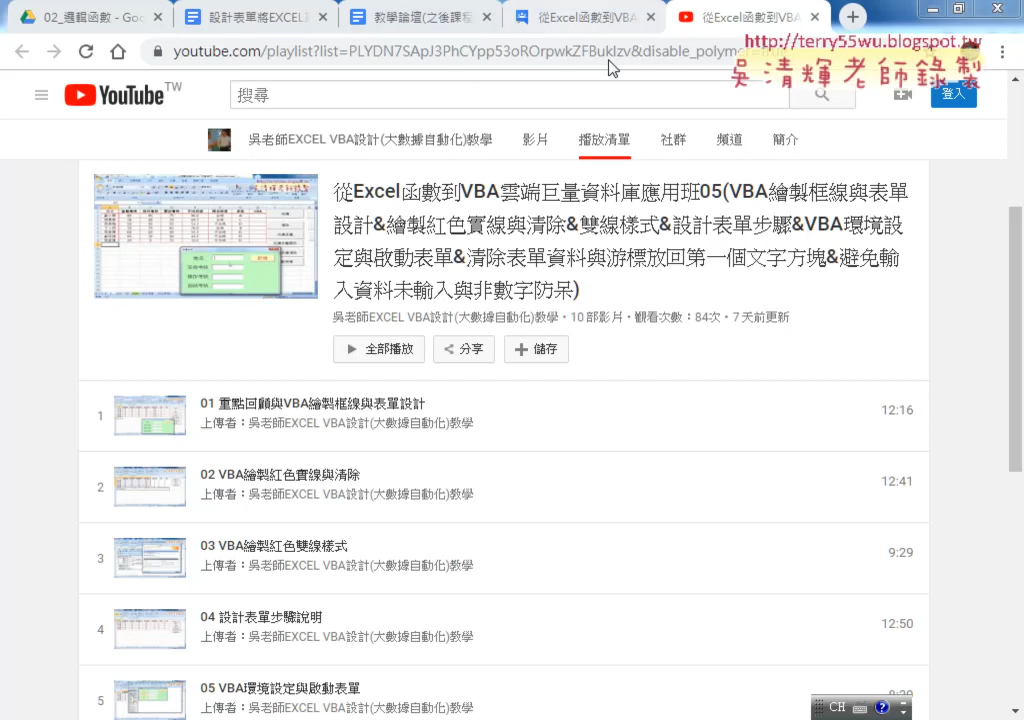 02_邏輯函數 - Goo
設計表單將EXCEL
教學論壇(之後課程
從Excel函數到VBA
從Excel函數到VBA
youtube.com/playlist?list=PLYDN7SApJ3PhCYpp53oROrpwkZFBuklzv&disable_polymer=
http://terry55wu.blogspot.tw
吳清輝老師錄製
YouTube TW
搜尋
登入
吳老師EXCEL VBA設計(大數據自動化)教學
影片
播放清單
社群
頻道
簡介
從Excel函數到VBA雲端巨量資料庫應用班05(VBA繪製框線與表單
設計&繪製紅色實線與清除&雙線樣式&設計表單步驟&VBA環境設
定與啟動表單&清除表單資料與游標放回第一個文字方塊&避免輸
入資料未輸入與非數字防呆)
吳老師EXCEL VBA設計(大數據自動化)教學・10 部影片・觀看次數：84次・7 天前更新
全部播放
分享
儲存
1
01 重點回顧與VBA繪製框線與表單設計
12:16
上傳者：吳老師EXCEL VBA設計(大數據自動化)教學
2
02 VBA繪製紅色實線與清除
12:41
上傳者：吳老師EXCEL VBA設計(大數據自動化)教學
3
03 VBA繪製紅色雙線樣式
9:29
上傳者：吳老師EXCEL VBA設計(大數據自動化)教學
4
04 設計表單步驟說明
12:50
上傳者：吳老師EXCEL VBA設計(大數據自動化)教學
5
05 VBA環境設定與啟動表單
上傳者：吳老師EXCEL VBA設計(大數據自動化)教學
CH